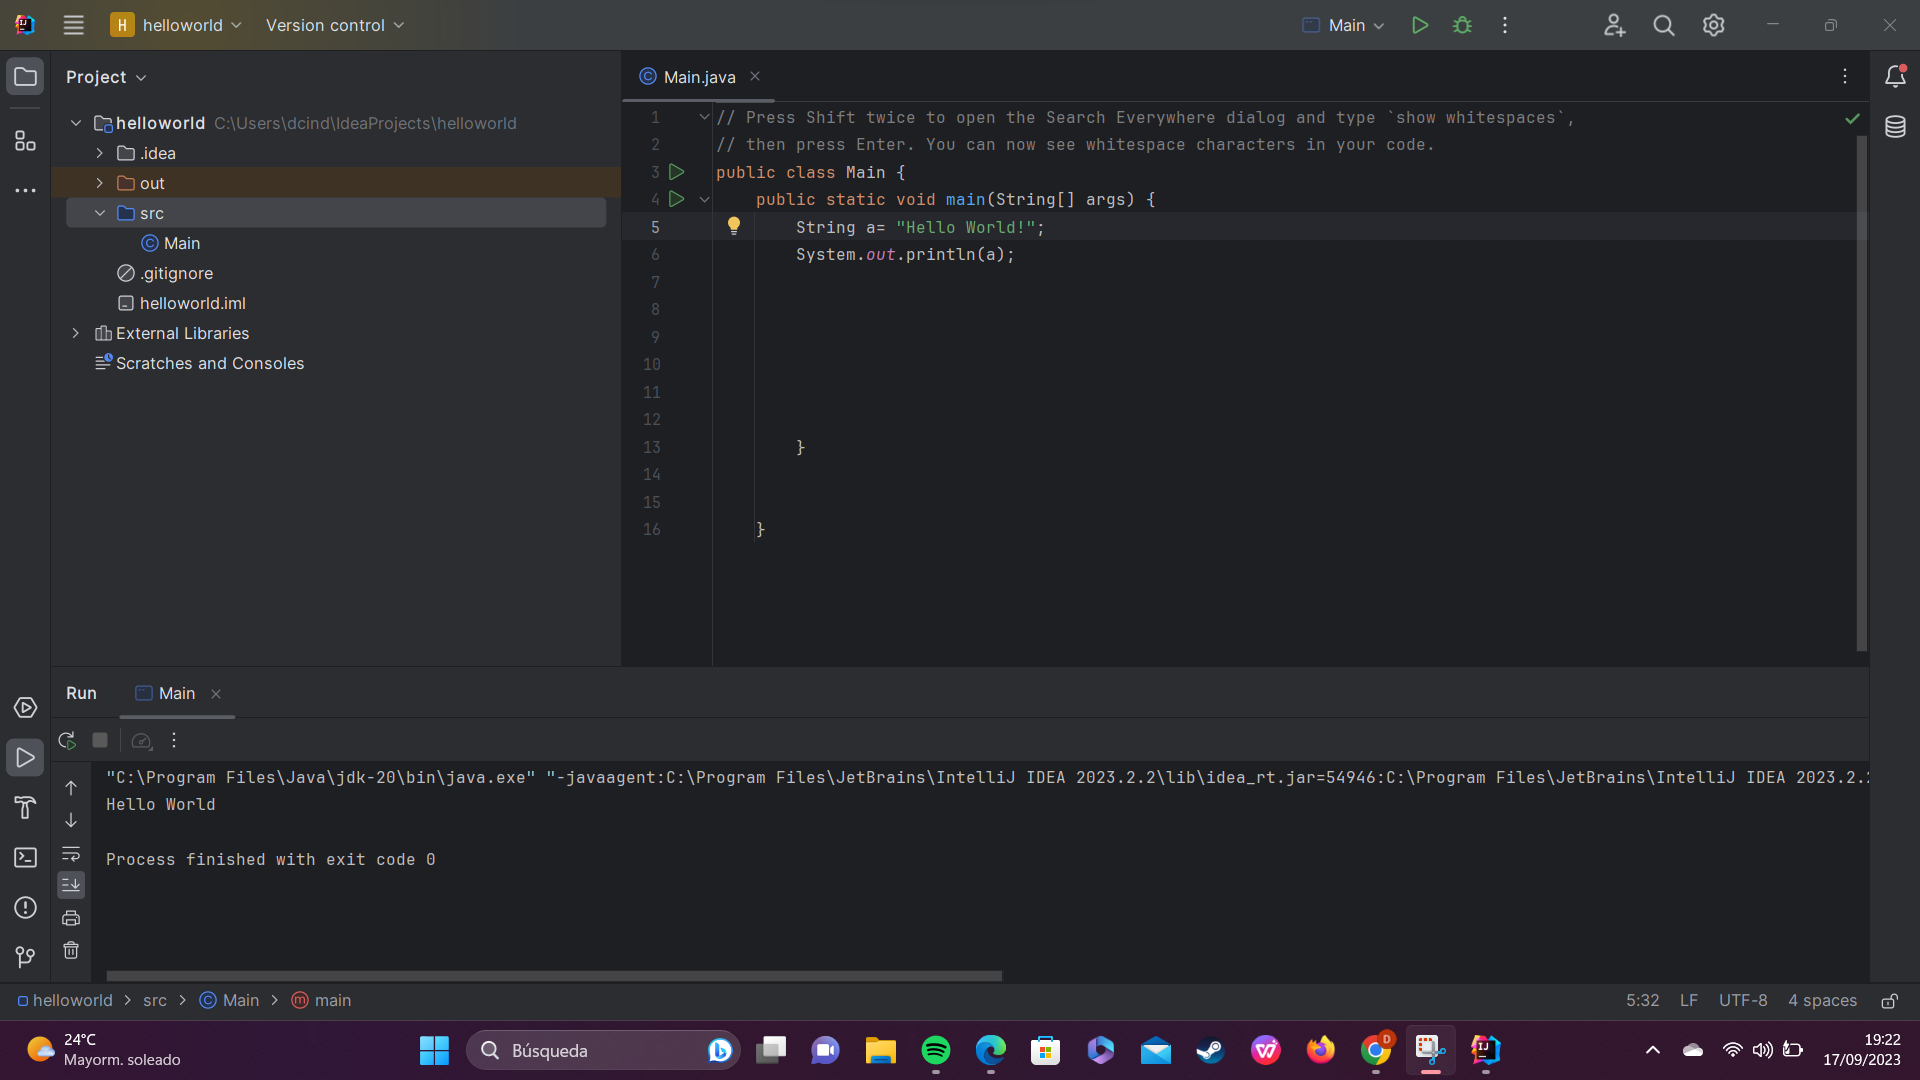 H helloworld Version control Main
Project Main.java
helloworld C:\Users\dcind\IdeaProjects\helloworld
.idea
out
src
Main
.gitignore
helloworld.iml
External Libraries
Scratches and Consoles
1 // Press Shift twice to open the Search Everywhere dialog and type `show whitespaces`,
2 // then press Enter. You can now see whitespace characters in your code.
3 public class Main {
4 public static void main(String[] args) {
5 String a= "Hello World!";
6 System.out.println(a);
7
8
9
10
11
12
13 }
14
15
16 }
Run Main
"C:\Program Files\Java\jdk-20\bin\java.exe" "-javaagent:C:\Program Files\JetBrains\IntelliJ IDEA 2023.2.2\lib\idea_rt.jar=54946:C:\Program Files\JetBrains\IntelliJ IDEA 2023.2.2
Hello World
Process finished with exit code 0
helloworld > src > Main > main 5:32 LF UTF-8 4 spaces
24°C
Mayorm. soleado
Búsqueda
19:22
17/09/2023